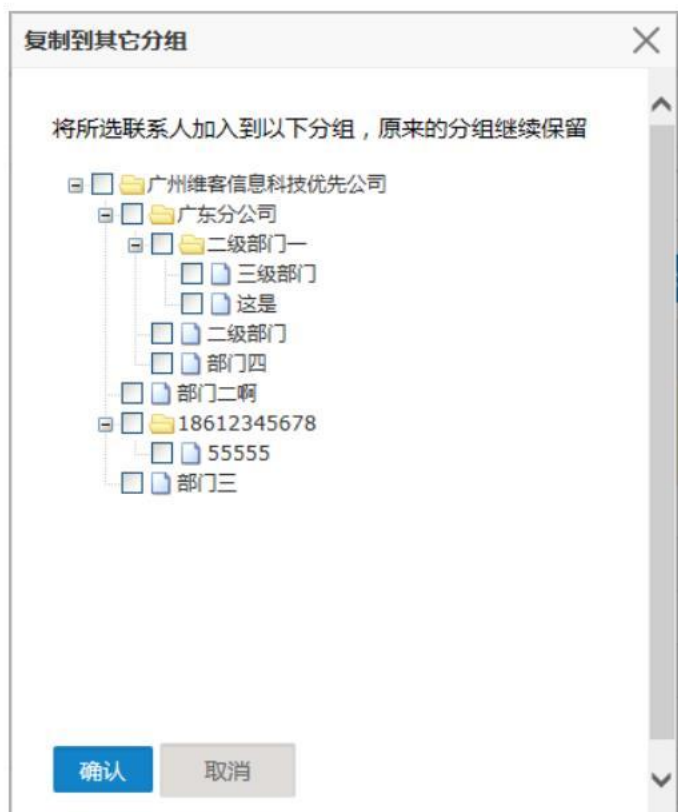 复制到其它分组
将所选联系人加入到以下分组，原来的分组继续保留
广州维客信息科技优先公司
广东分公司
二级部门一
三级部门
这是
二级部门
部门四
部门二啊
18612345678
55555
部门三
确认
取消